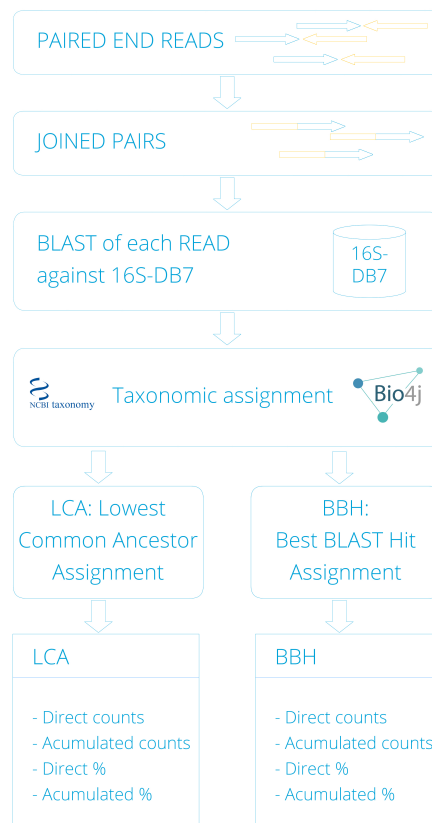 PAIRED END READS
JOINED PAIRS
BLAST of each READ
against 16S-DB7
16S-
DB7
NCBI taxonomy
Taxonomic assignment
Bio4j
LCA: Lowest
Common Ancestor
Assignment
BBH:
Best BLAST Hit
Assignment
LCA
- Direct counts
- Acumulated counts
- Direct %
- Acumulated %
BBH
- Direct counts
- Acumulated counts
- Direct %
- Acumulated %